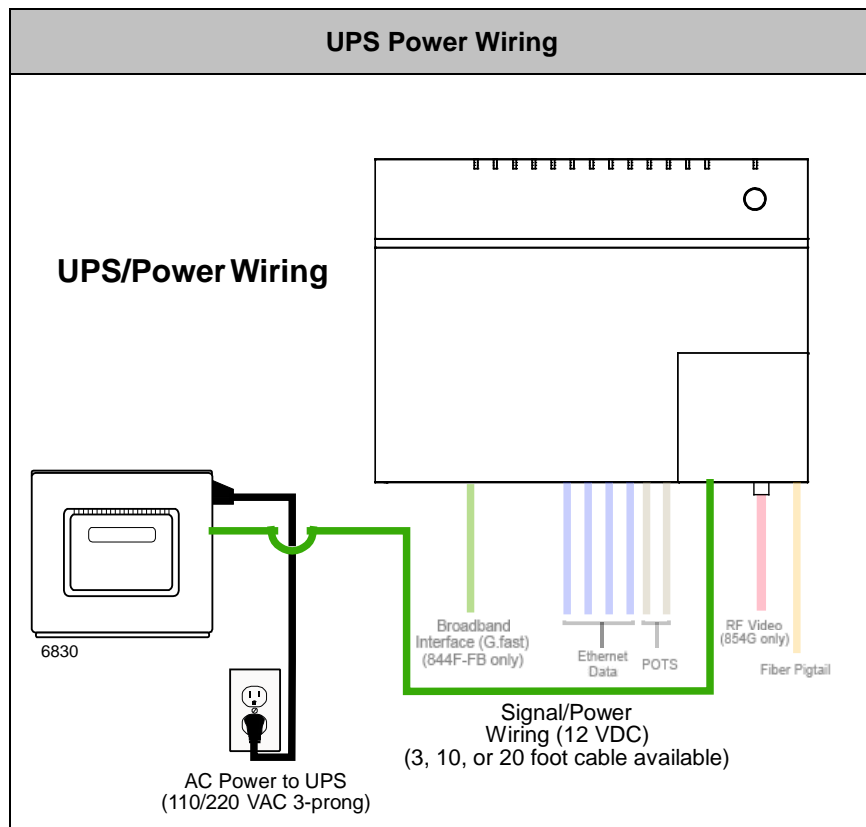 UPS Power Wiring
UPS/Power Wiring
6830
Broadband
Interface (G.fast)
(844F-FB only)
Ethernet
Data
POTS
RF Video
(854G only)
Fiber Pigtail
Signal/Power
Wiring (12 VDC)
(3, 10, or 20 foot cable available)
AC Power to UPS
(110/220 VAC 3-prong)